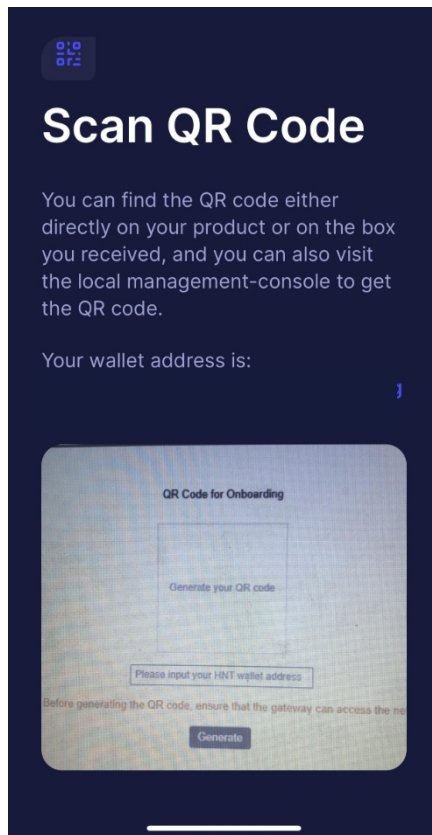 Scan QR Code
You can find the QR code either
directly on your product or on the box
you received, and you can also visit
the local management-console to get
the QR code.
Your wallet address is:
QR Code for Onboarding
Generate your QR code
Please input your HNT wallet address
Before generating the QR code, ensure that the gateway can access the
Generate